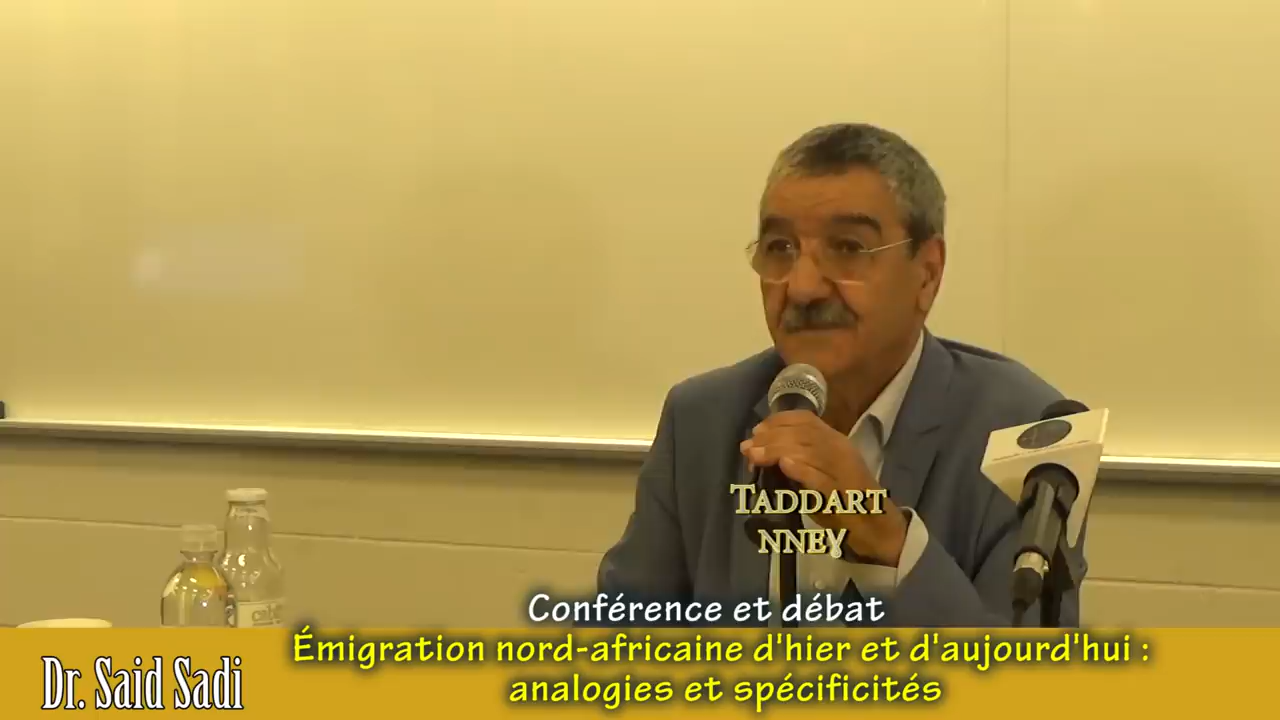 TADDART
NNEƔ
Conférence et débat
Émigration nord-africaine d'hier et d'aujourd'hui :
analogies et spécificités
Dr. Said Sadi